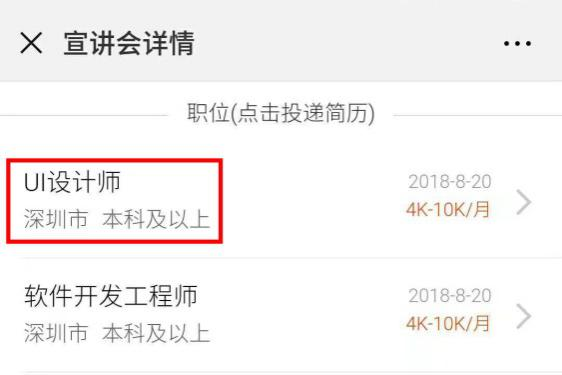 宣讲会详情
职位(点击投递简历)
UI设计师
2018-8-20
深圳市 本科及以上
4K-10K/月
软件开发工程师
2018-8-20
深圳市 本科及以上
4K-10K/月